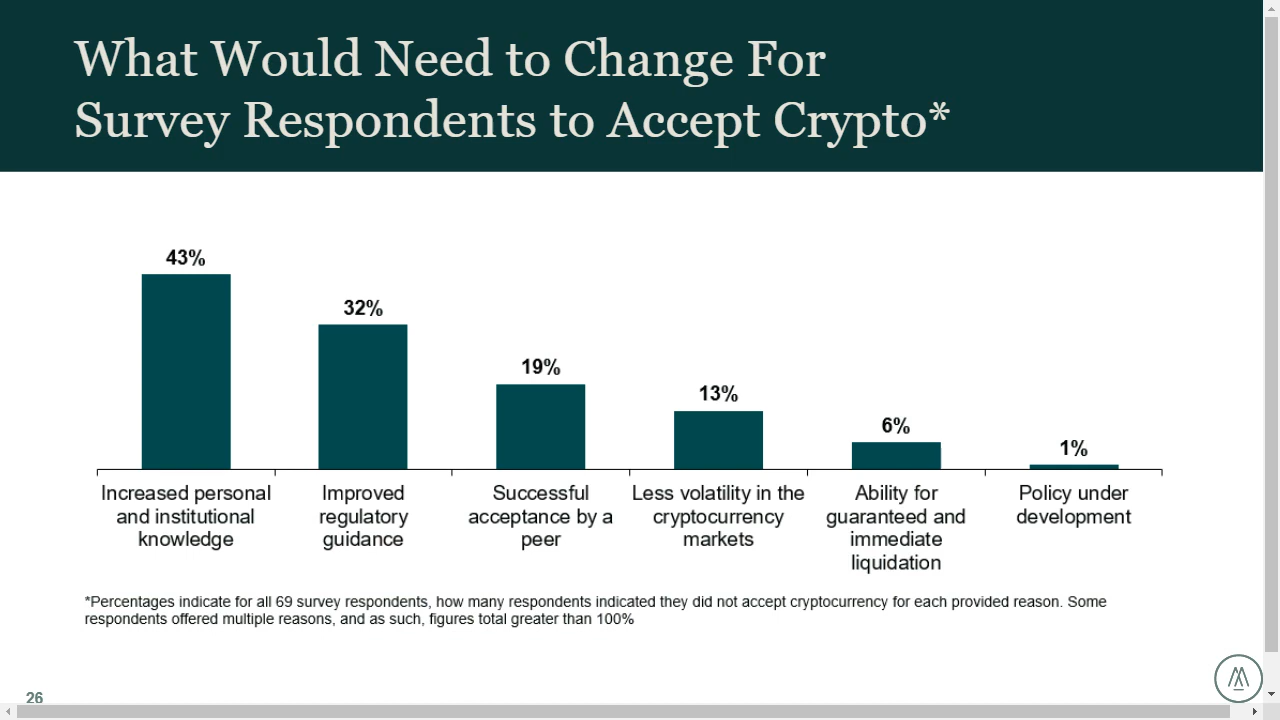 What Would Need to Change For
Survey Respondents to Accept Crypto*
43%
32%
19%
13%
6%
1%
Increased personal
and institutional
knowledge
Improved
regulatory
guidance
Successful
acceptance by a
peer
Less volatility in the
cryptocurrency
markets
Ability for
guaranteed and
immediate
liquidation
Policy under
development
*Percentages indicate for all 69 survey respondents, how many respondents indicated they did not accept cryptocurrency for each provided reason. Some
respondents offered multiple reasons, and as such, figures total greater than 100%
26